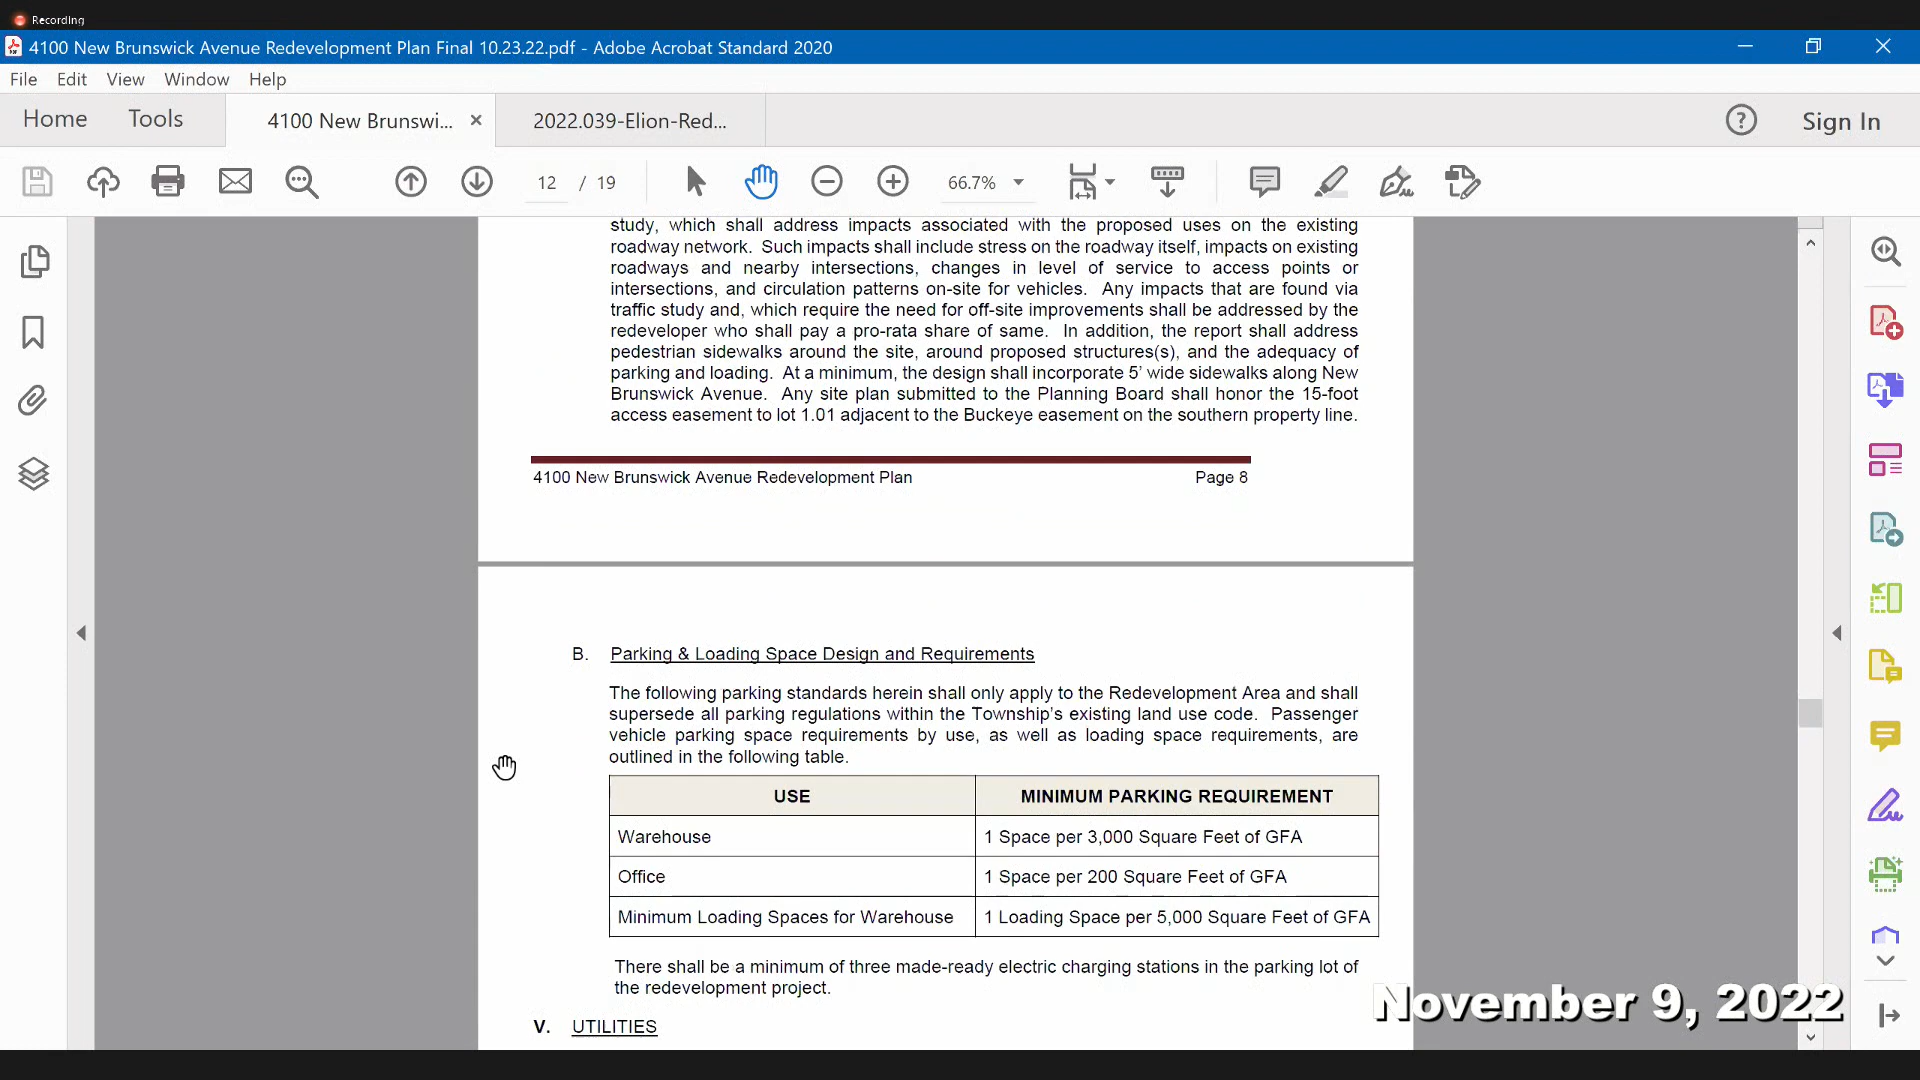 Recording
4100 New Brunswick Avenue Redevelopment Plan Final 10.23.22.pdf - Adobe Acrobat Standard 2020
File Edit View Window Help
Home Tools 4100 New Brunswi... × 2022.039-Elion-Red... ? Sign In
12 / 19 66.7%
study, which shall address impacts associated with the proposed uses on the existing
roadway network. Such impacts shall include stress on the roadway itself, impacts on existing
roadways and nearby intersections, changes in level of service to access points or
intersections, and circulation patterns on-site for vehicles. Any impacts that are found via
traffic study and, which require the need for off-site improvements shall be addressed by the
redeveloper who shall pay a pro-rata share of same. In addition, the report shall address
pedestrian sidewalks around the site, around proposed structures(s), and the adequacy of
parking and loading. At a minimum, the design shall incorporate 5’ wide sidewalks along New
Brunswick Avenue. Any site plan submitted to the Planning Board shall honor the 15-foot
access easement to lot 1.01 adjacent to the Buckeye easement on the southern property line.
4100 New Brunswick Avenue Redevelopment Plan Page 8
B. Parking & Loading Space Design and Requirements
The following parking standards herein shall only apply to the Redevelopment Area and shall
supersede all parking regulations within the Township’s existing land use code. Passenger
vehicle parking space requirements by use, as well as loading space requirements, are
outlined in the following table.
USE MINIMUM PARKING REQUIREMENT
Warehouse 1 Space per 3,000 Square Feet of GFA
Office 1 Space per 200 Square Feet of GFA
Minimum Loading Spaces for Warehouse 1 Loading Space per 5,000 Square Feet of GFA
There shall be a minimum of three made-ready electric charging stations in the parking lot of
the redevelopment project.
November 9, 2022
V. UTILITIES